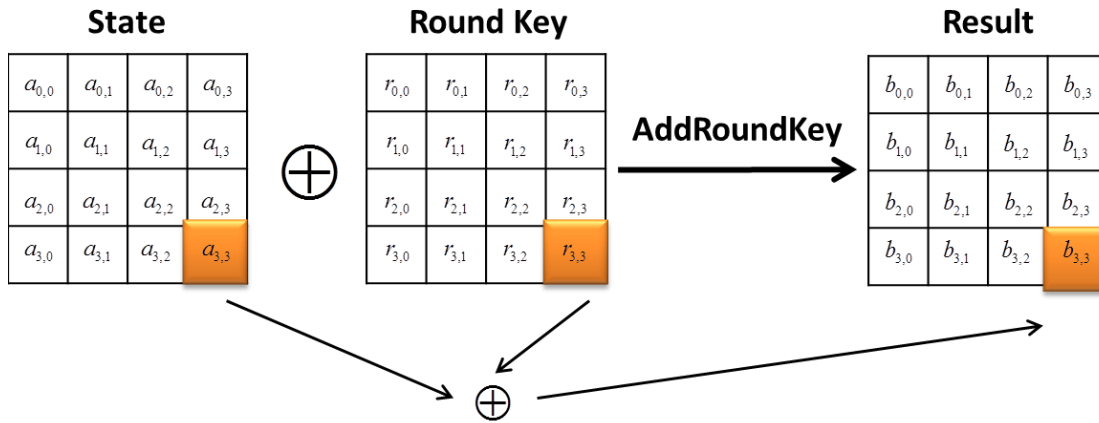 State Round Key Result
a0,0 a0,1 a0,2 a0,3 r0,0 r0,1 r0,2 r0,3 b0,0 b0,1 b0,2 b0,3
AddRoundKey
a1,0 a1,1 a1,2 a1,3 ⊕ r1,0 r1,1 r1,2 r1,3 b1,0 b1,1 b1,2 b1,3
a2,0 a2,1 a2,2 a2,3 r2,0 r2,1 r2,2 r2,3 b2,0 b2,1 b2,2 b2,3
a3,0 a3,1 a3,2 a3,3 r3,0 r3,1 r3,2 r3,3 b3,0 b3,1 b3,2 b3,3
⊕